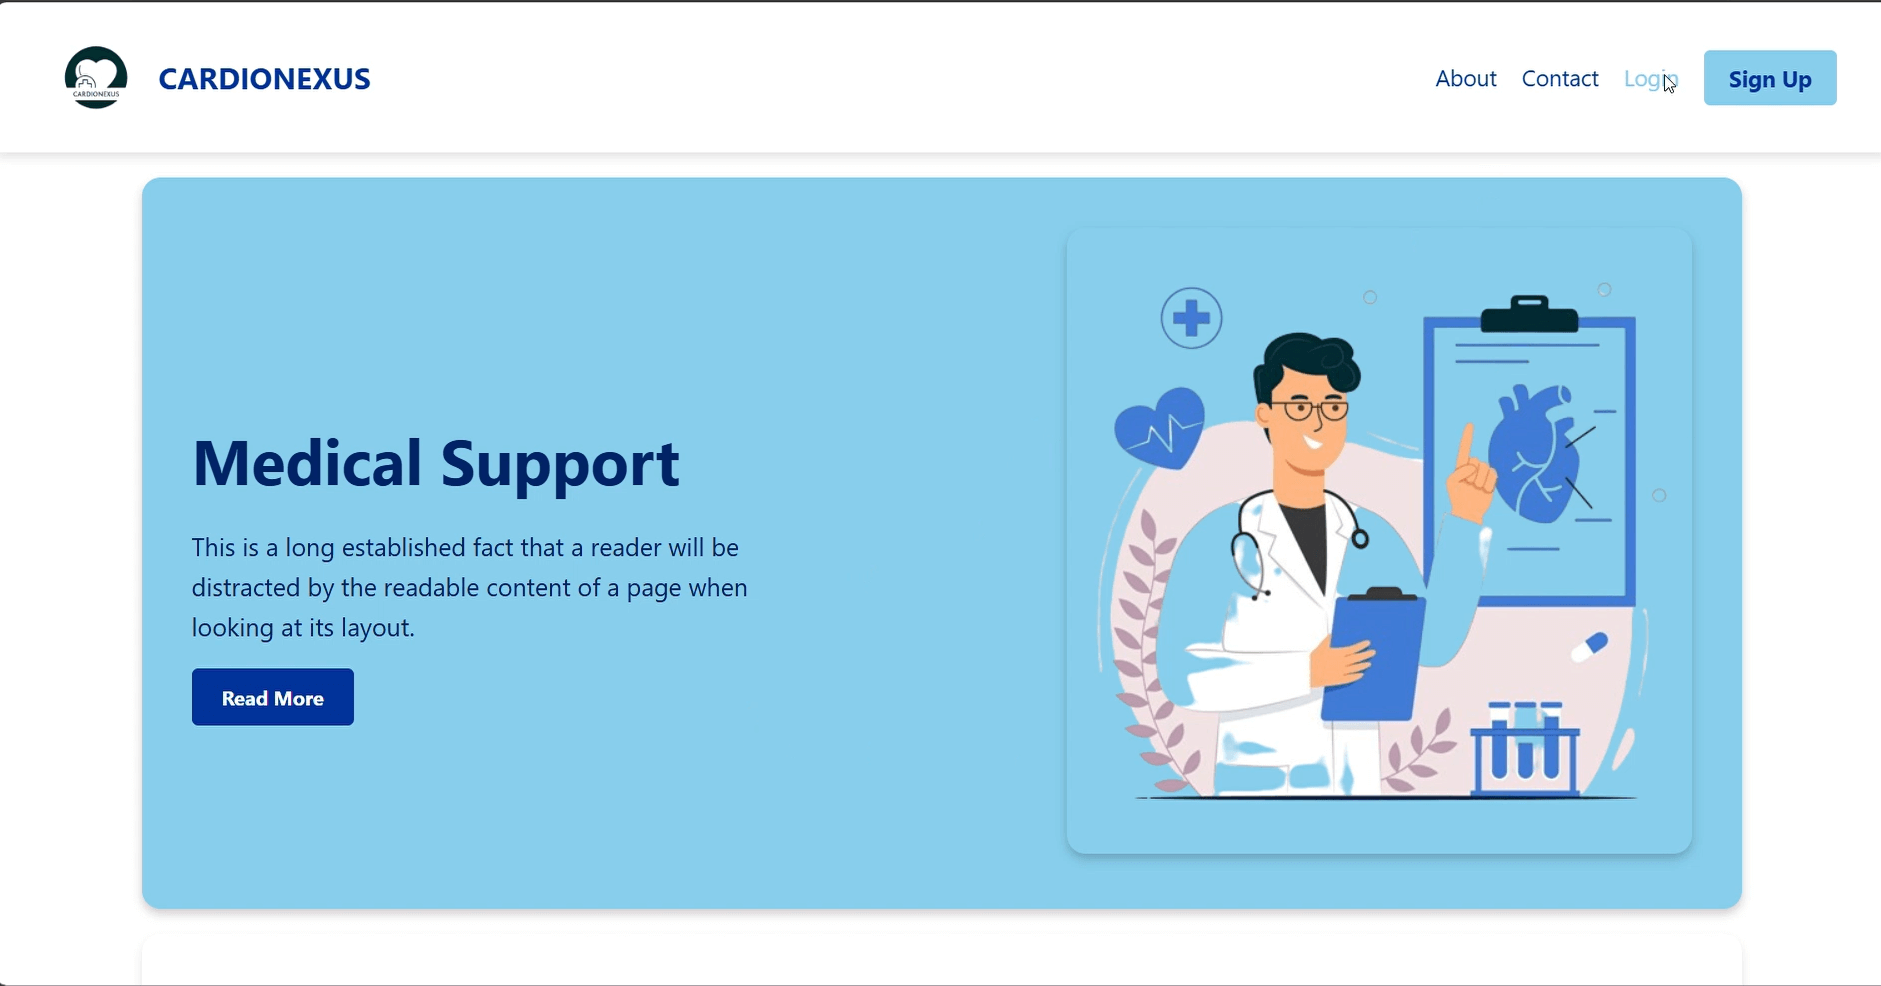 CARDIONEXUS
CARDIONEXUS
About Contact Login Sign Up
Medical Support
This is a long established fact that a reader will be
distracted by the readable content of a page when
looking at its layout.
Read More